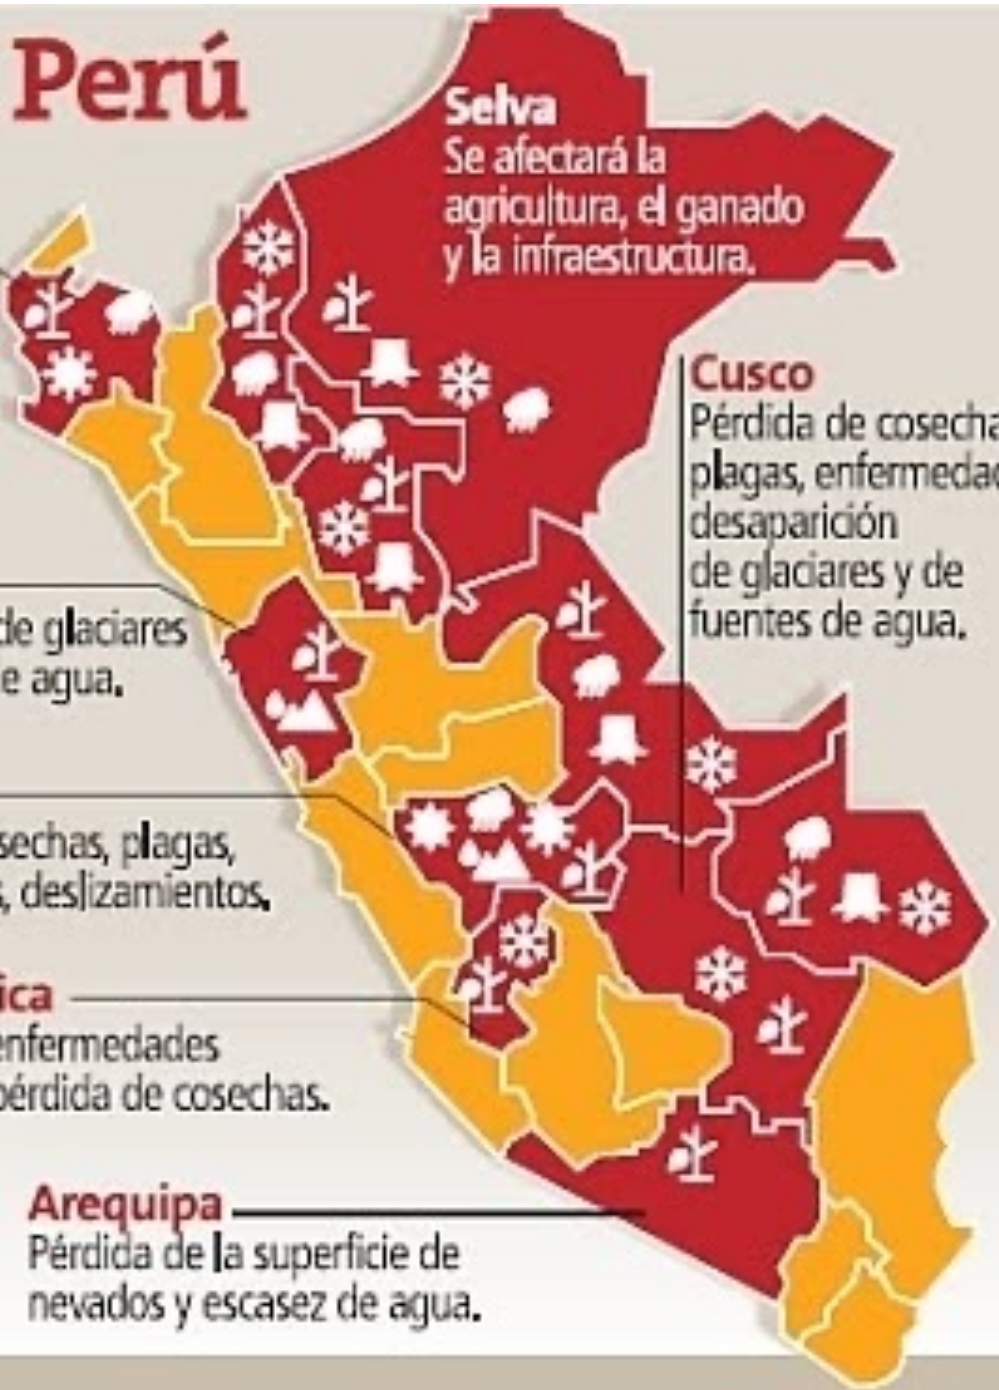 Perú
Selva
Se afectará la
agricultura, el ganado
y la infraestructura.
Cusco
Pérdida de cosecha
plagas, enfermedad
desaparición
de glaciares y de
fuentes de agua.
de glaciares
e agua.
sechas, plagas,
s, deslizamientos.
ica
enfermedades
pérdida de cosechas.
Arequipa
Pérdida de la superficie de
nevados y escasez de agua.